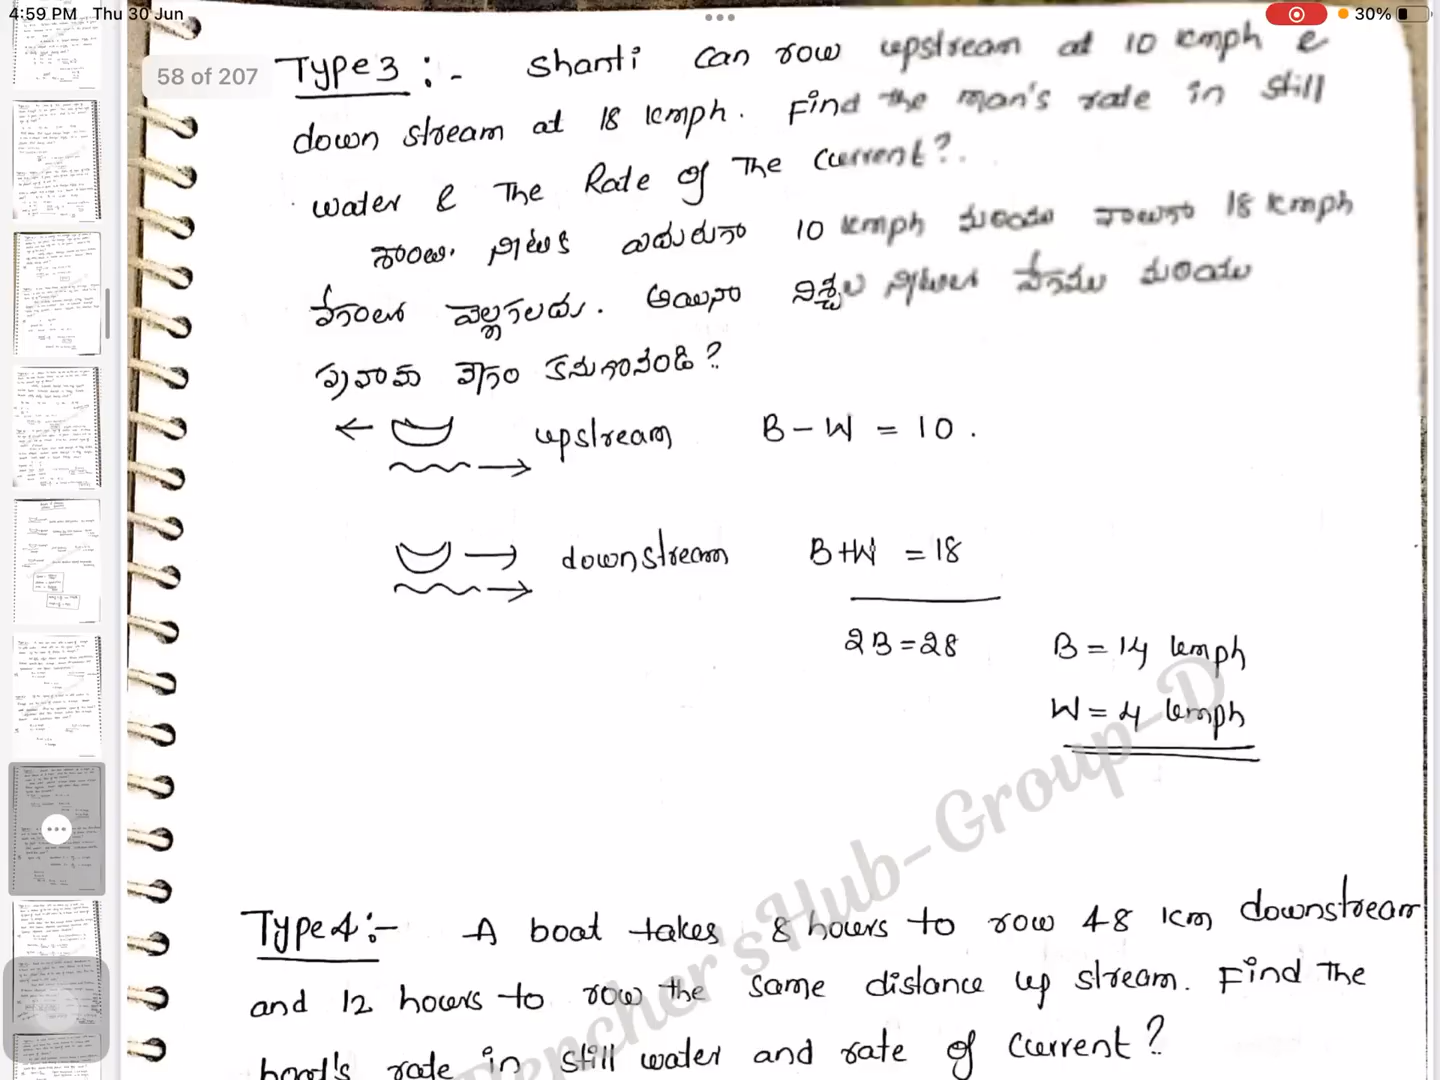 4:59 PM Thu 30 Jun
30%
58 of 207
Type 3 :- Shanti can row upstream at 10 kmph &
down stream at 18 kmph. Find the man's rate in still
water & The Rate of The current?.
శాంతి నీటికి ఎదురుగా 10 kmph మరియు వాలుగా 18 kmph
వేగంతో వెళ్లగలదు. అయినా నిశ్చల నీటిలో వేగము మరియు
ప్రవాహ వేగం కనుగొనండి?
upstream B - W = 10.
downstream B+W = 18
2B = 28 B = 14 kmph
W = 4 kmph
Type 4:- A boat takes 8 hours to row 48 km downstream
and 12 hours to row the same distance up stream. Find The
boat's rate in still water and rate of current?
Teacher's Hub-Group-D